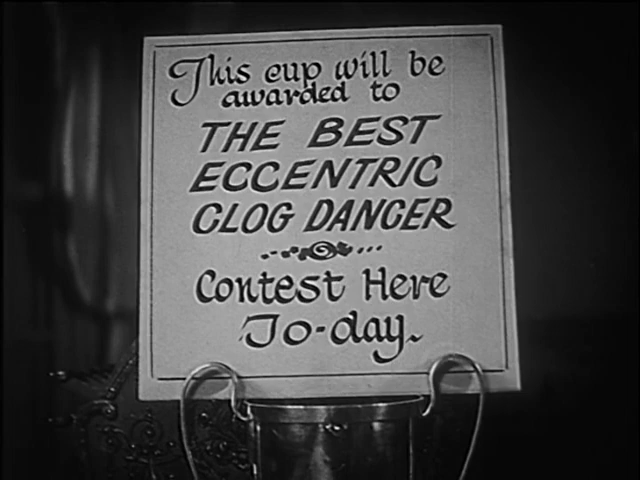 This cup will be
awarded to
THE BEST
ECCENTRIC
CLOG DANCER
Contest Here
To-day.